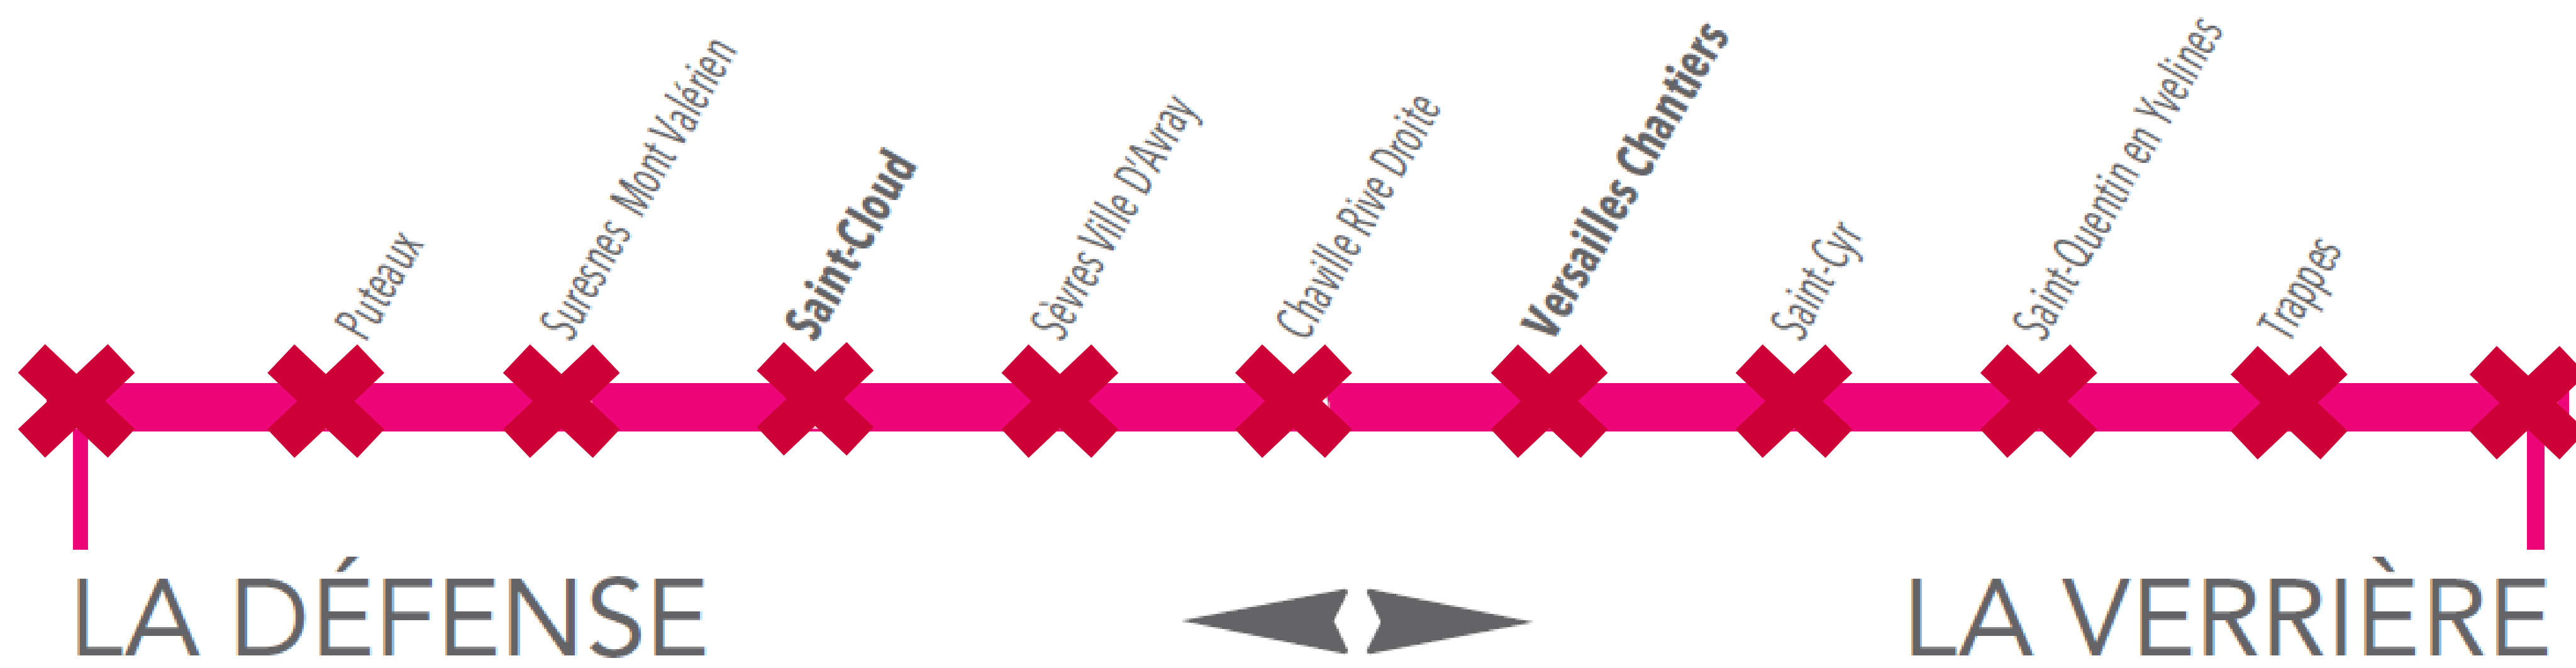 Puteaux
Suresnes Mont Valérien
Saint-Cloud
Sèvres Ville D'Avray
Chaville Rive Droite
Versailles Chantiers
Saint-Cyr
Saint-Quentin en Yvelines
Trappes
LA DÉFENSE
LA VERRIÈRE